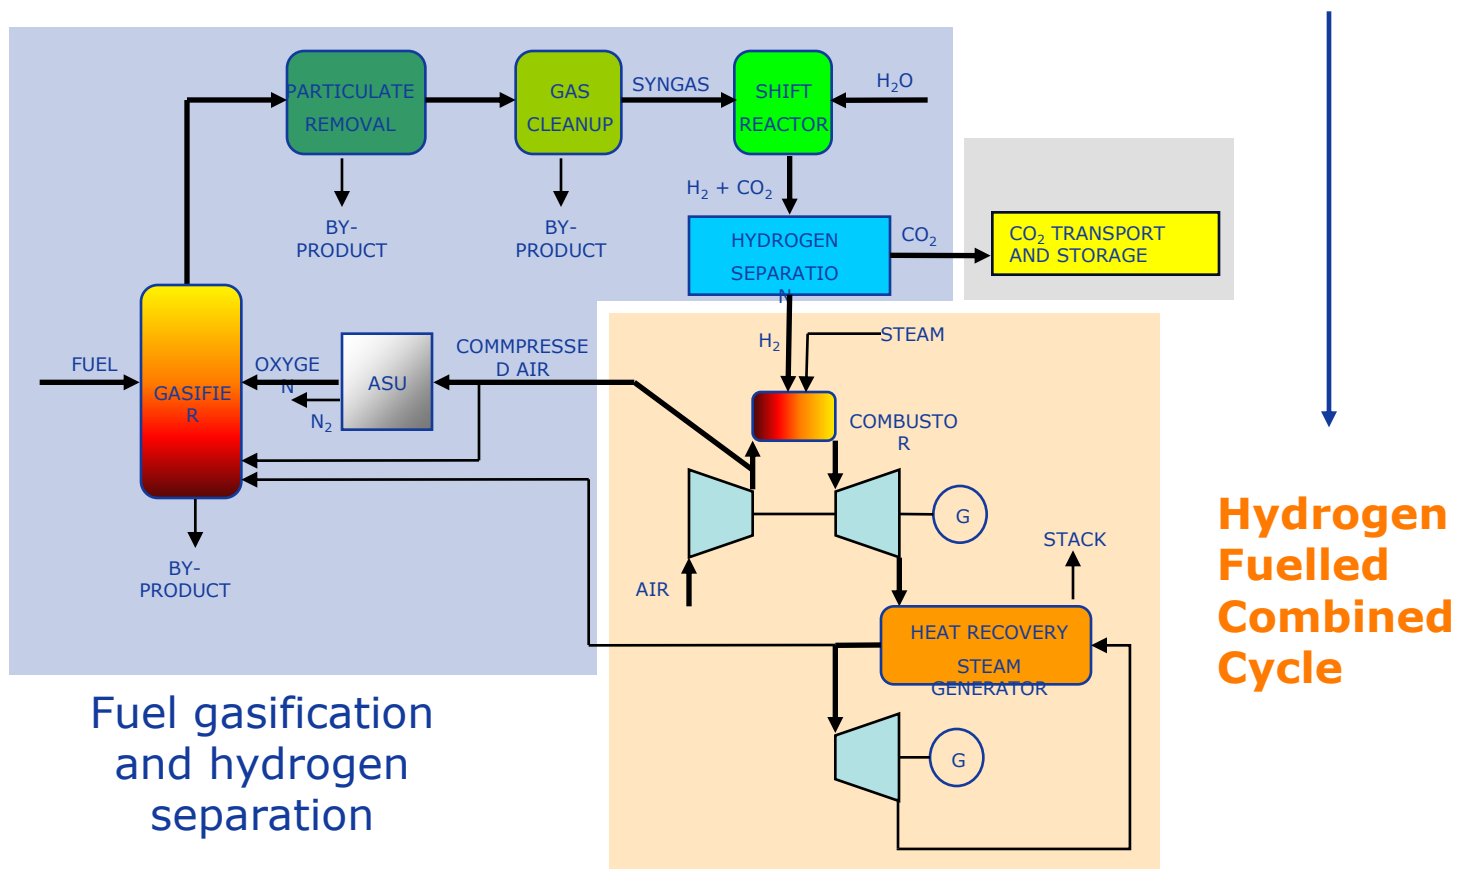 PARTICULATE
REMOVAL
GAS
CLEANUP
SYNGAS
SHIFT
REACTOR
H₂O
BY-
PRODUCT
BY-
PRODUCT
H₂ + CO₂
HYDROGEN
SEPARATIO
N
CO₂
CO₂ TRANSPORT
AND STORAGE
FUEL
GASIFIE
R
OXYGE
N
N₂
ASU
COMMPRESSE
D AIR
H₂
STEAM
COMBUSTO
R
G
AIR
STACK
BY-
PRODUCT
HEAT RECOVERY
STEAM
GENERATOR
G
Hydrogen
Fuelled
Combined
Cycle
Fuel gasification
and hydrogen
separation